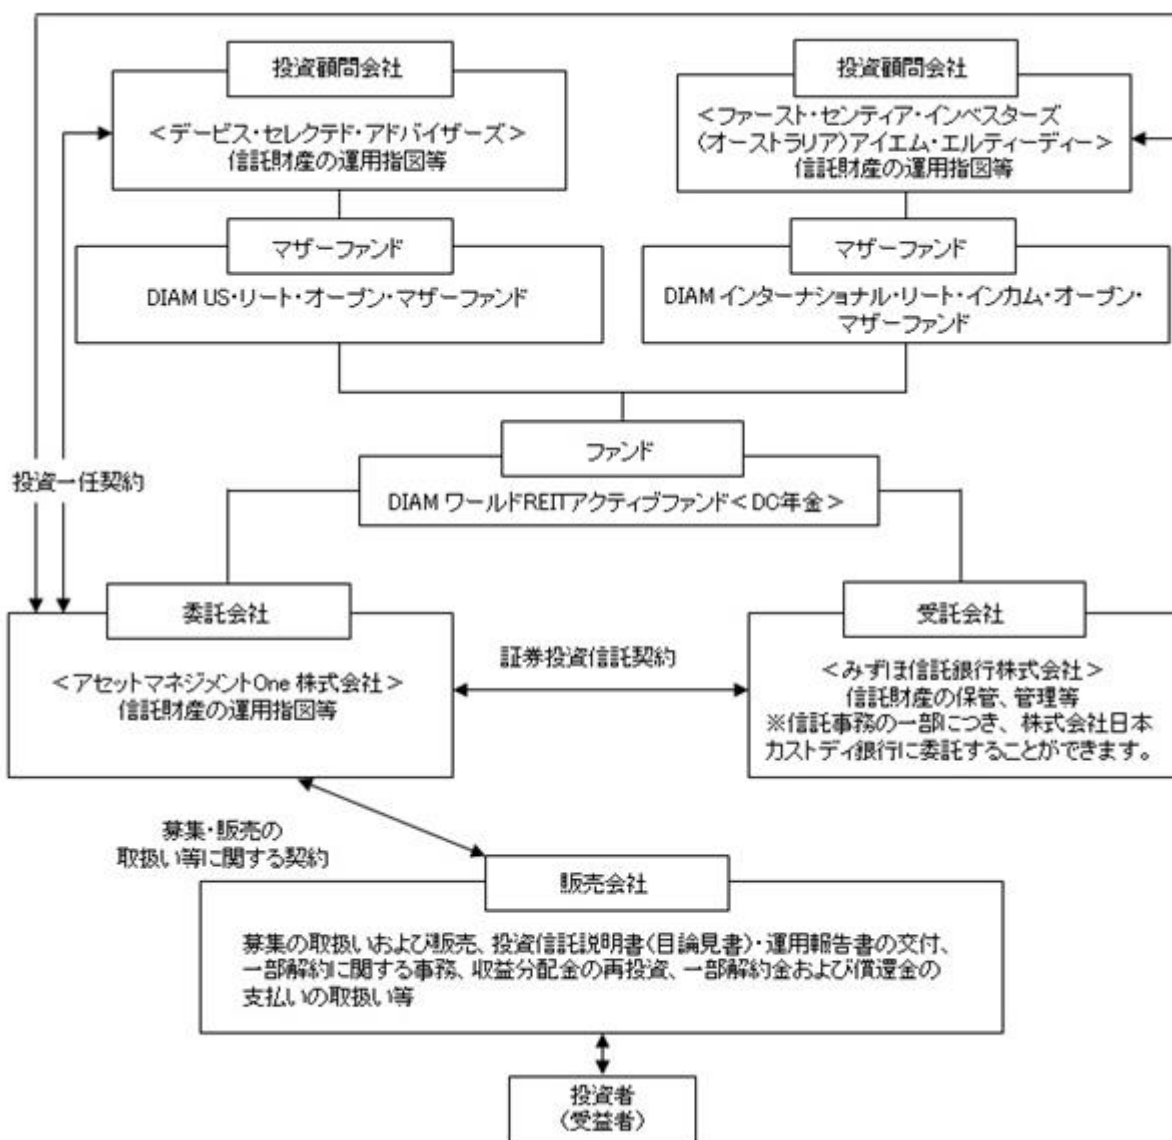 投資顧問会社
<デービス・セレクテド・アドバイザーズ>
信託財産の運用指図等
投資顧問会社
<ファースト・センティア・インベスターズ
(オーストラリア)アイエム・エルティーディー>
信託財産の運用指図等
マザーファンド
DIAM US・リート・オープン・マザーファンド
マザーファンド
DIAM インターナショナル・リート・インカム・オープン・
マザーファンド
ファンド
DIAM ワールドREITアクティブファンド<DC年金>
投資一任契約
委託会社
<アセットマネジメントOne 株式会社>
信託財産の運用指図等
証券投資信託契約
受託会社
<みずほ信託銀行株式会社>
信託財産の保管、管理等
※信託事務の一部につき、株式会社日本
カストディ銀行に委託することができます。
募集・販売の
取扱い等に関する契約
販売会社
募集の取扱いおよび販売、投資信託説明書(目論見書)・運用報告書の交付、
一部解約に関する事務、収益分配金の再投資、一部解約金および償還金の
支払いの取扱い等
投資者
(受益者)